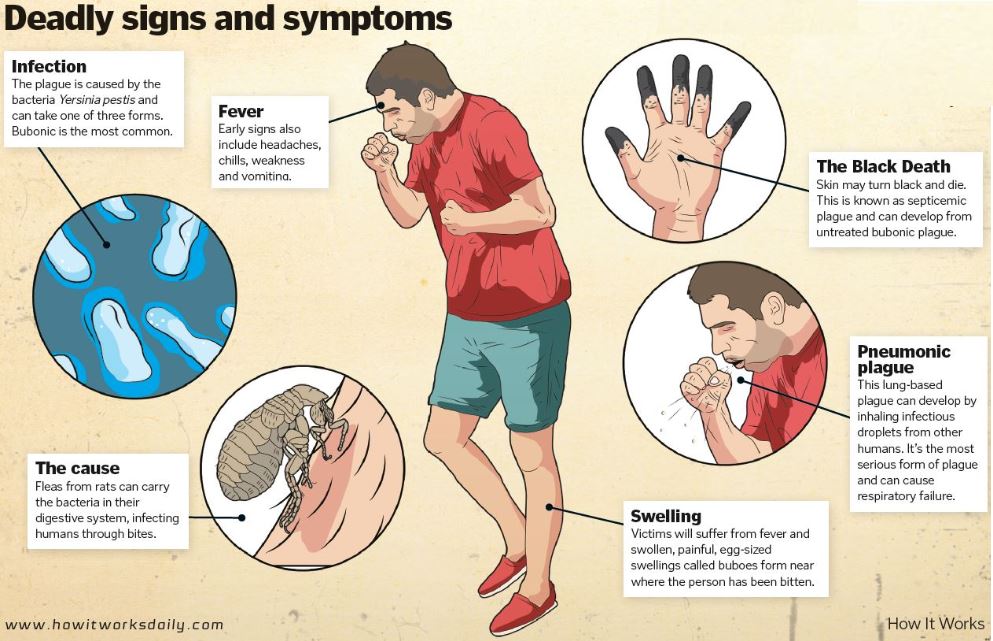 Deadly signs and symptoms
Infection
The plague is caused by the
bacteria Yersinia pestis and
can take one of three forms.
Bubonic is the most common.
Fever
Early signs also
include headaches,
chills, weakness
and vomiting.
The Black Death
Skin may turn black and die.
This is known as septicemic
plague and can develop from
untreated bubonic plague.
Pneumonic
plague
This lung-based
plague can develop by
inhaling infectious
droplets from other
humans. It's the most
serious form of plague
and can cause
respiratory failure.
The cause
Fleas from rats can carry
the bacteria in their
digestive system, infecting
humans through bites.
Swelling
Victims will suffer from fever and
swollen, painful, egg-sized
swellings called buboes form near
where the person has been bitten.
www.howitworksdaily.com
How It Works